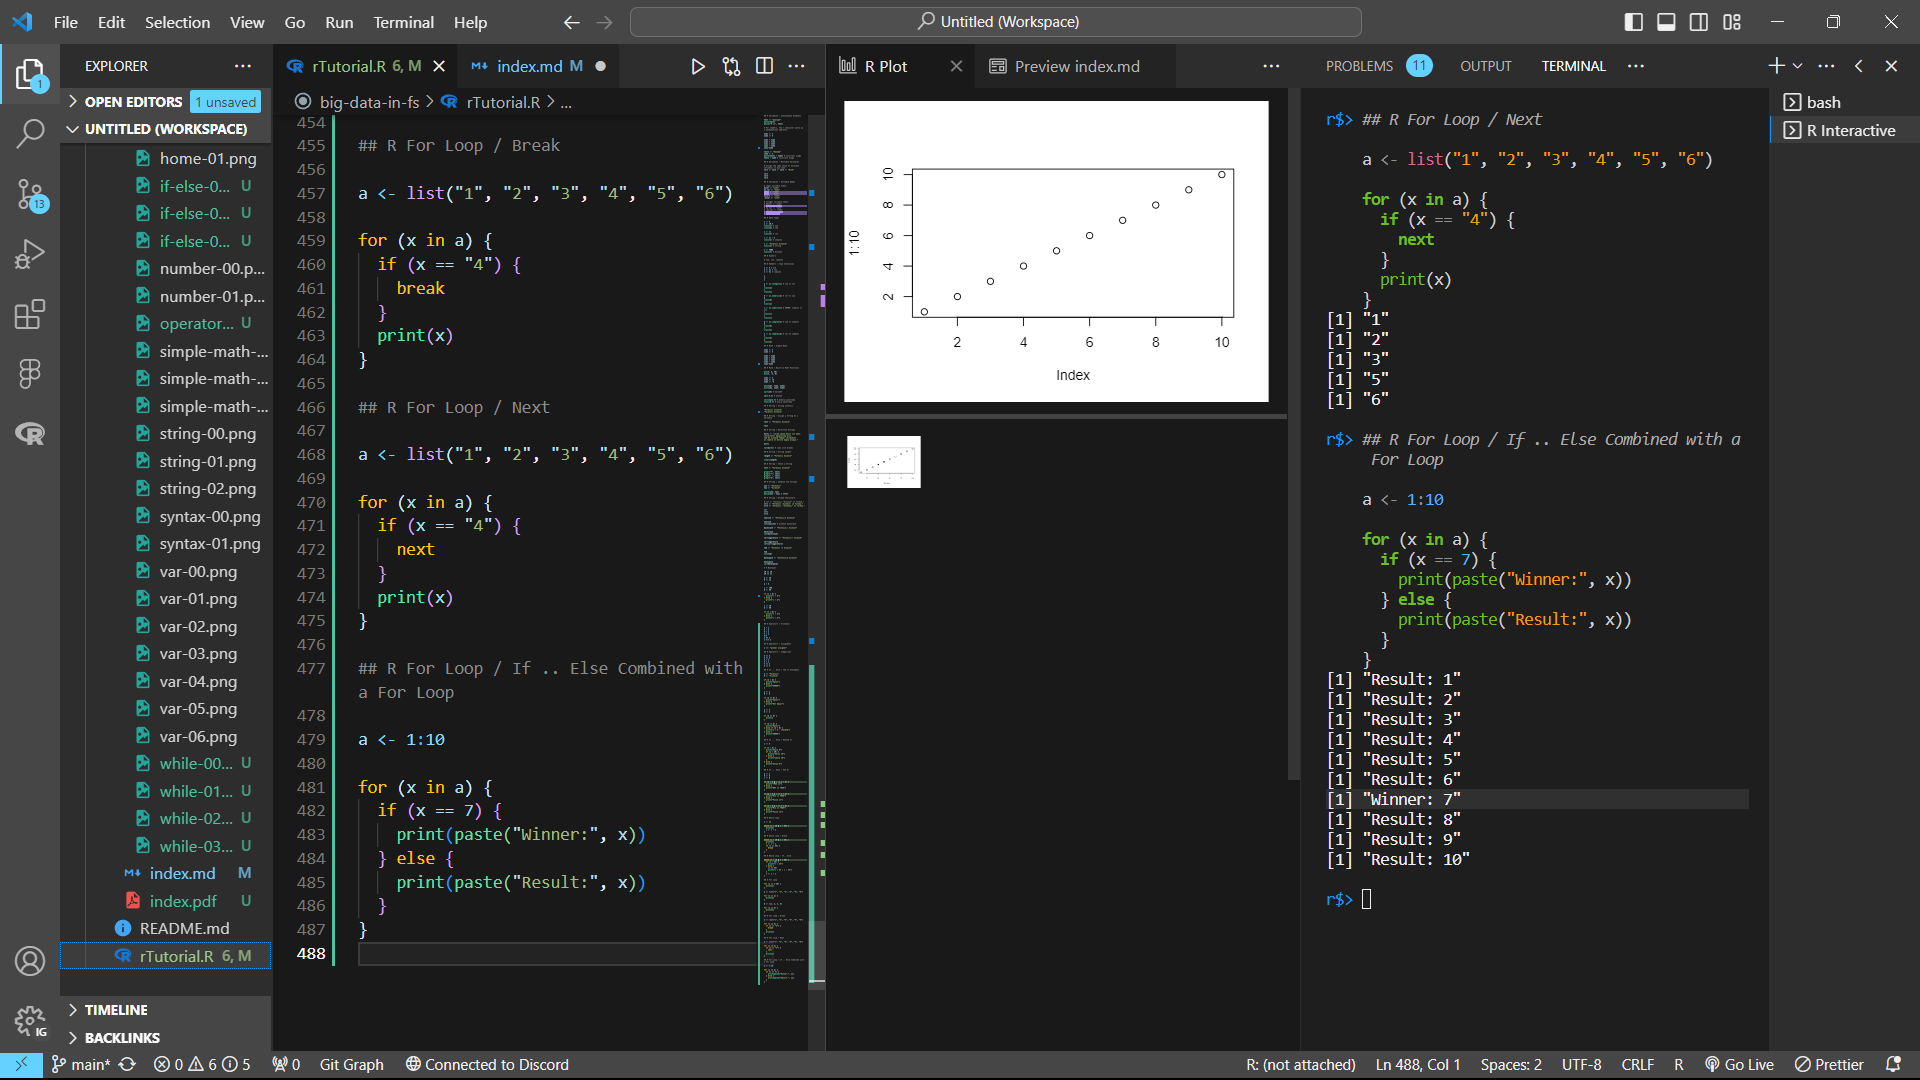 File Edit Selection View Go Run Terminal Help
Untitled (Workspace)
EXPLORER
OPEN EDITORS 1 unsaved
UNTITLED (WORKSPACE)
1
13
home-01.png
if-else-0... U
if-else-0... U
if-else-0... U
number-00.p...
number-01.p...
operator... U
simple-math-...
simple-math-...
simple-math-...
string-00.png
string-01.png
string-02.png
syntax-00.png
syntax-01.png
var-00.png
var-01.png
var-02.png
var-03.png
var-04.png
var-05.png
var-06.png
while-00... U
while-01... U
while-02... U
while-03... U
index.md M
index.pdf U
README.md
rTutorial.R 6, M
TIMELINE
BACKLINKS
IG
rTutorial.R 6, M
index.md M
big-data-in-fs > rTutorial.R > ...
454
455 ## R For Loop / Break
456
457 a <- list("1", "2", "3", "4", "5", "6")
458
459 for (x in a) {
460 if (x == "4") {
461 break
462 }
463 print(x)
464 }
465
466 ## R For Loop / Next
467
468 a <- list("1", "2", "3", "4", "5", "6")
469
470 for (x in a) {
471 if (x == "4") {
472 next
473 }
474 print(x)
475 }
476
477 ## R For Loop / If .. Else Combined with
a For Loop
478
479 a <- 1:10
480
481 for (x in a) {
482 if (x == 7) {
483 print(paste("Winner:", x))
484 } else {
485 print(paste("Result:", x))
486 }
487 }
488
R Plot
Preview index.md
1:10
10
8
6
4
2
2 4 6 8 10
Index
PROBLEMS 11 OUTPUT TERMINAL
bash
R Interactive
r$> ## R For Loop / Next
a <- list("1", "2", "3", "4", "5", "6")
for (x in a) {
if (x == "4") {
next
}
print(x)
}
[1] "1"
[1] "2"
[1] "3"
[1] "5"
[1] "6"
r$> ## R For Loop / If .. Else Combined with a
For Loop
a <- 1:10
for (x in a) {
if (x == 7) {
print(paste("Winner:", x))
} else {
print(paste("Result:", x))
}
}
[1] "Result: 1"
[1] "Result: 2"
[1] "Result: 3"
[1] "Result: 4"
[1] "Result: 5"
[1] "Result: 6"
[1] "Winner: 7"
[1] "Result: 8"
[1] "Result: 9"
[1] "Result: 10"
r$>
main* 0 6 5 0 Git Graph Connected to Discord
R: (not attached) Ln 488, Col 1 Spaces: 2 UTF-8 CRLF R Go Live Prettier